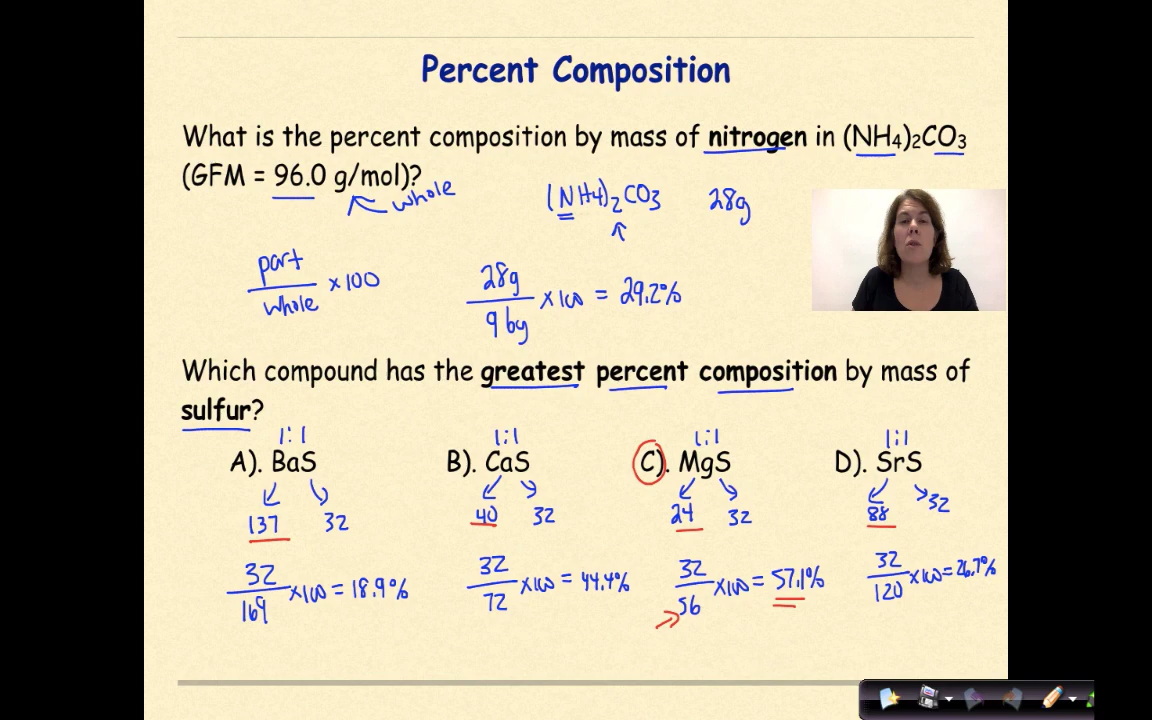 Percent Composition
What is the percent composition by mass of nitrogen in (NH4)2CO3
(GFM = 96.0 g/mol)?
whole
(NH4)2CO3 28g
part
whole
×100
28g
96g
×100 = 29.2%
Which compound has the greatest percent composition by mass of
sulfur?
1:1 1:1 1:1 1:1
A). BaS B). CaS C). MgS D). SrS
137 32 40 32 24 32 88 32
32
169
×100 = 18.9%
32
72
×100 = 44.4%
32
56
×100 = 57.1%
32
120
×100 = 26.7%